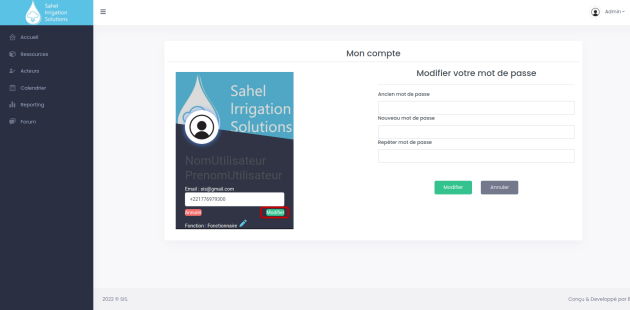 Sahel
Irrigation
Solutions
Admin
Accueil
Ressources
Acteurs
Calendrier
Reporting
Forum
Mon compte
Sahel
Irrigation
Solutions
NomUtilisateur
PrenomUtilisateur
Email : sis@gmail.com
+221776979308
Annuler
Modifier
Fonction : Fonctionnaire
Modifier votre mot de passe
Ancien mot de passe
Nouveau mot de passe
Repéter mot de passe
Modifier
Annuler
2022 © SIS.
Conçu & Developpé par